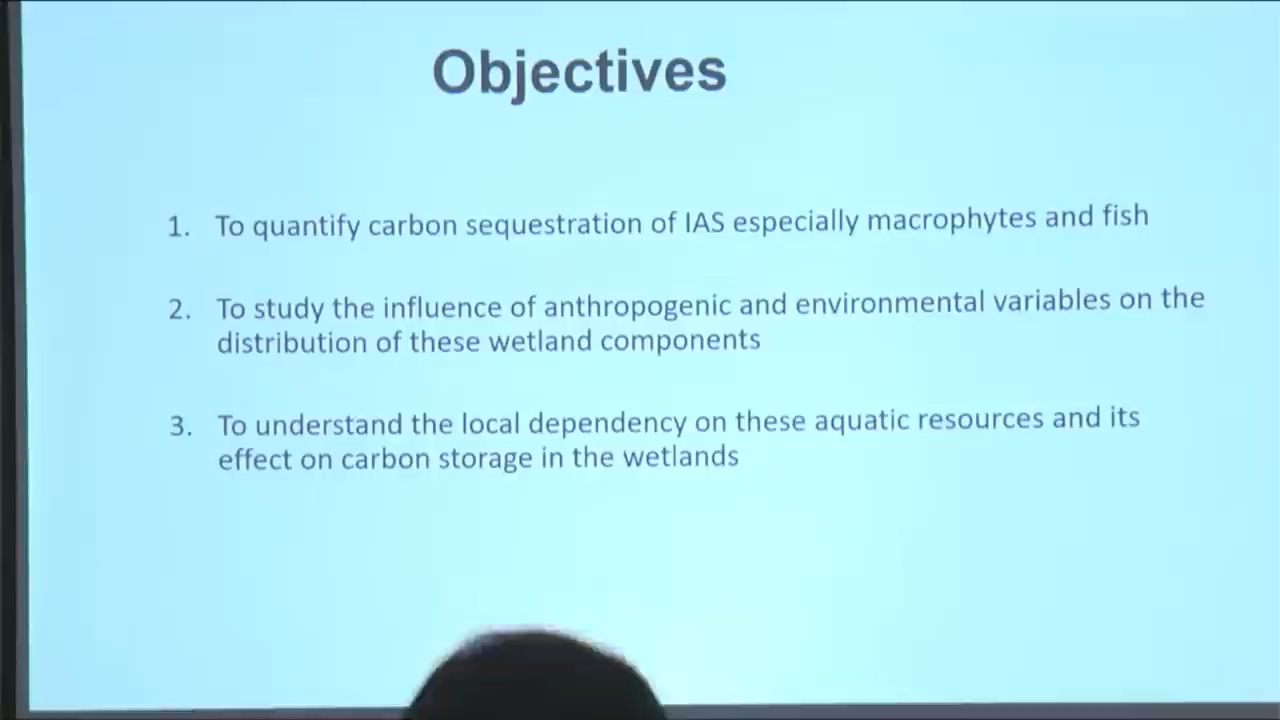 Objectives
1. To quantify carbon sequestration of IAS especially macrophytes and fish
2. To study the influence of anthropogenic and environmental variables on the
distribution of these wetland components
3. To understand the local dependency on these aquatic resources and its
effect on carbon storage in the wetlands